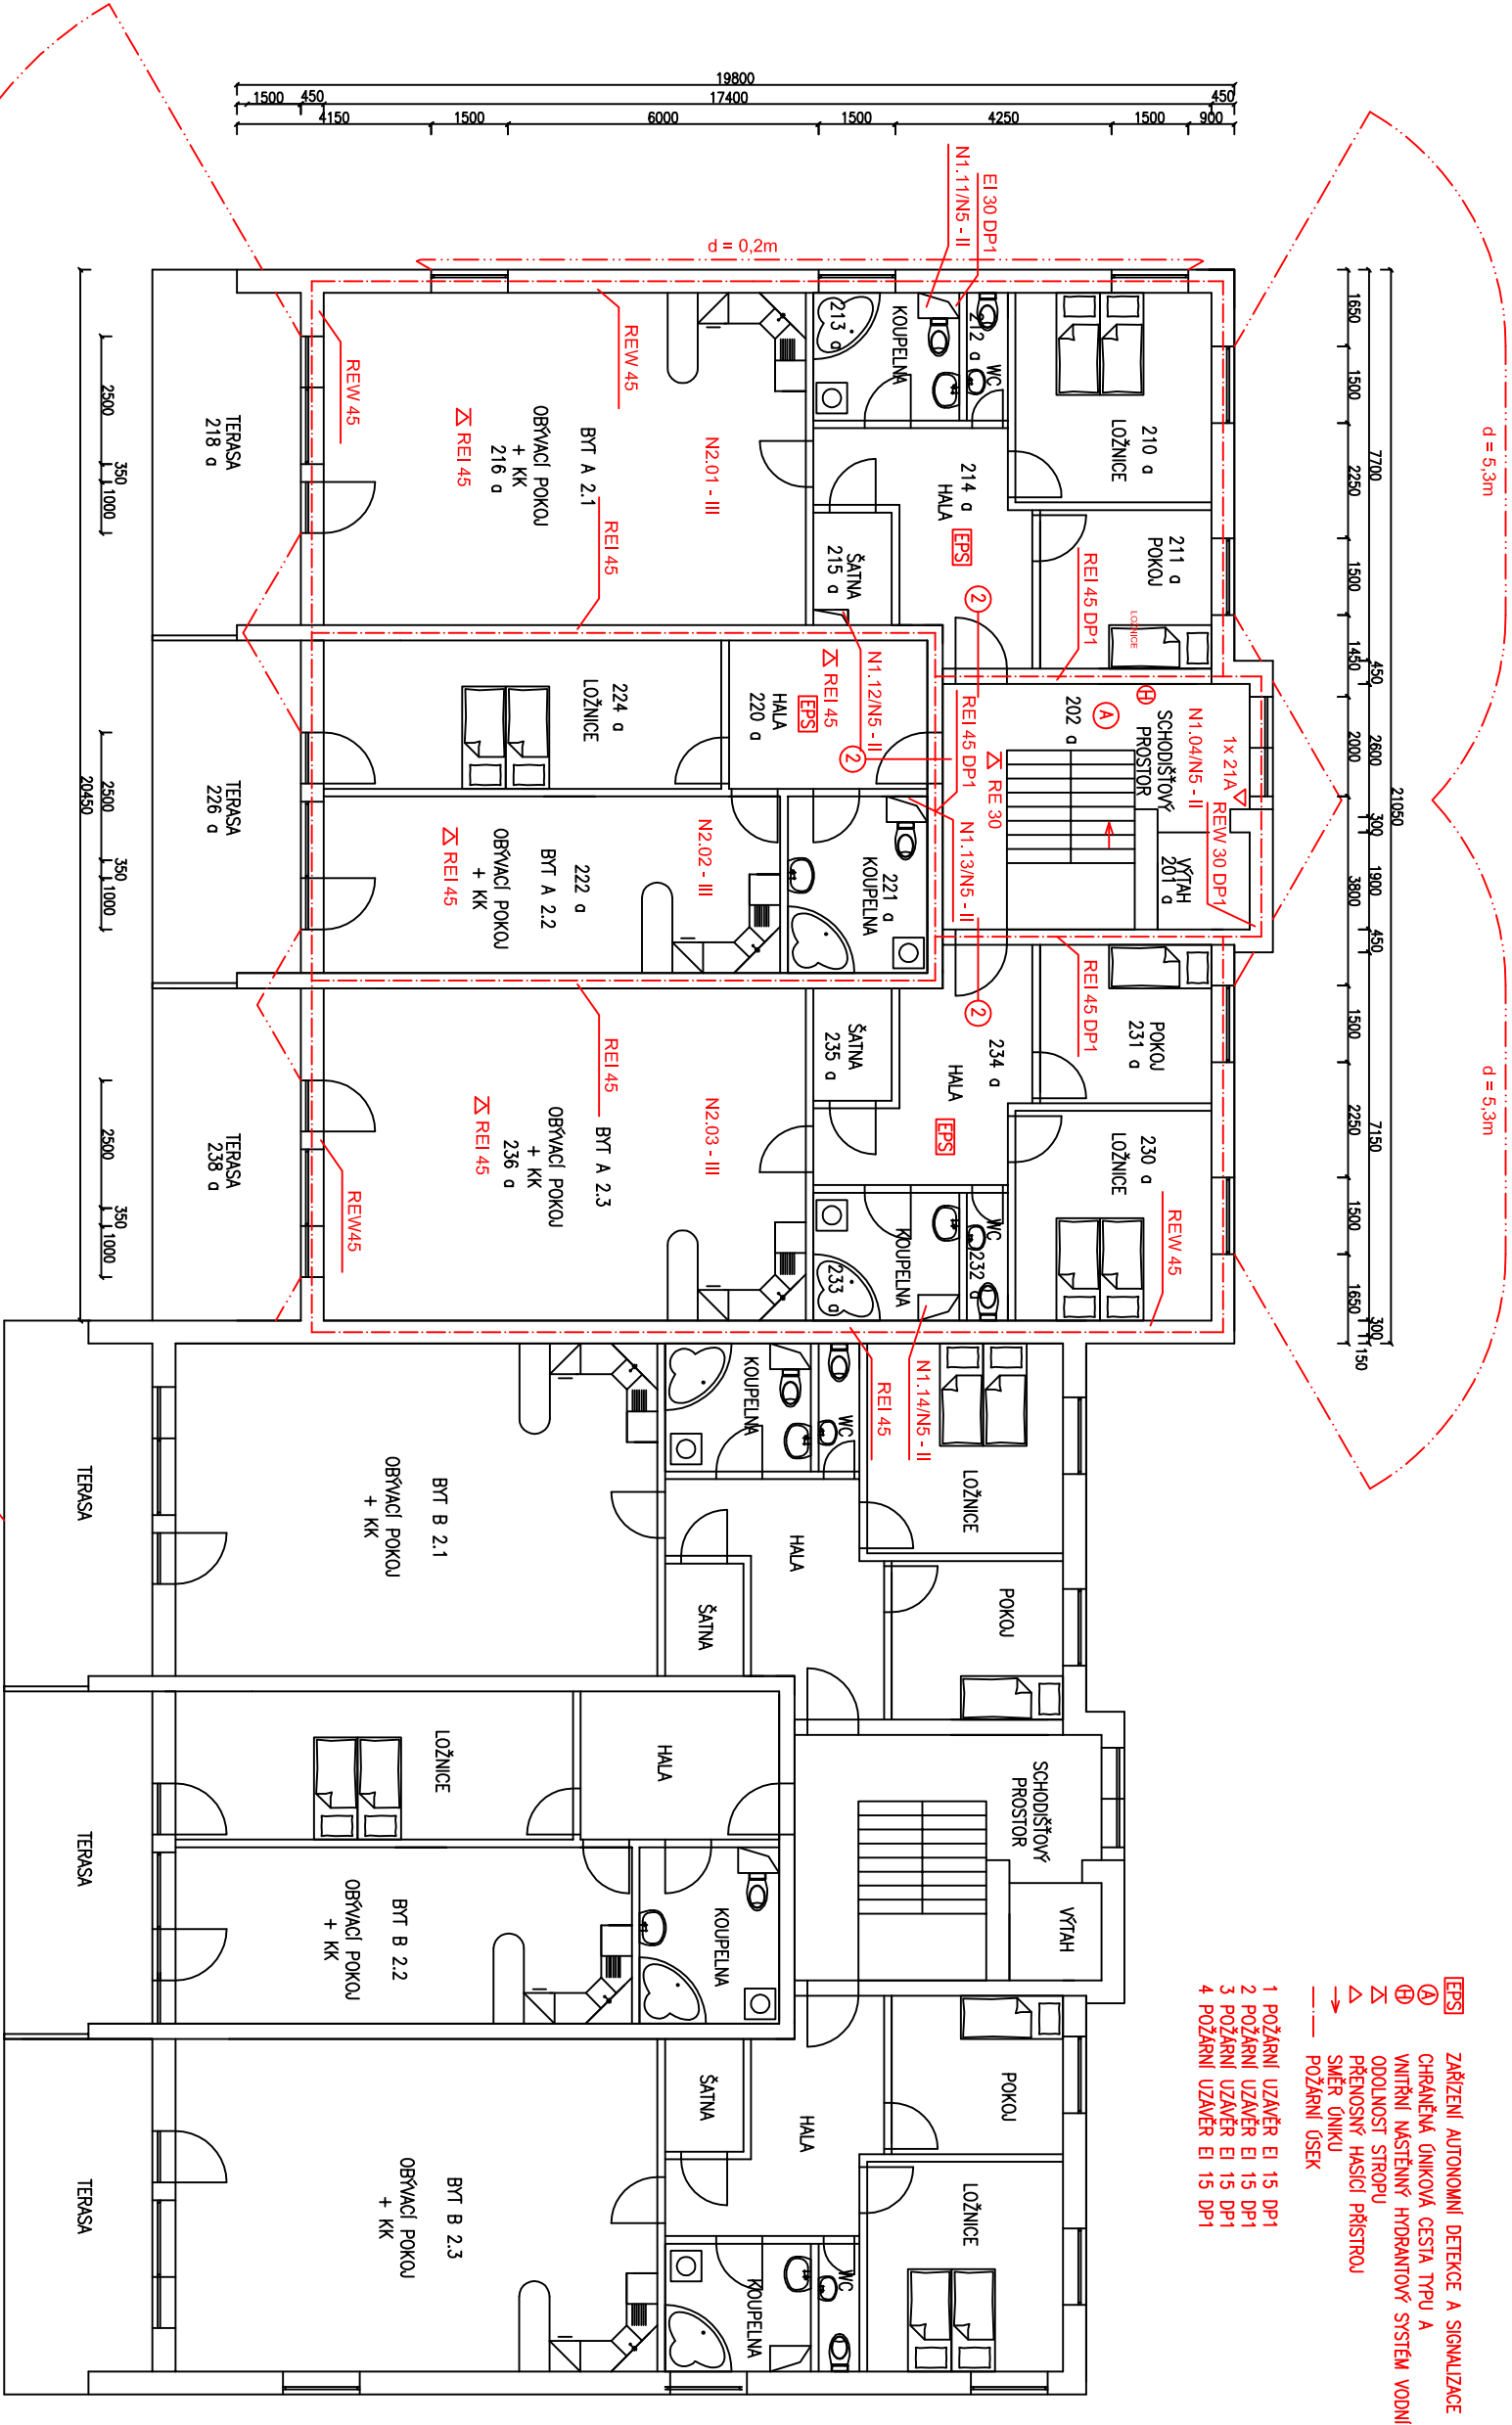 d = 5,3m
d = 5,3m
21050
7700
450
2600
300
1900
450
7150
300
150
1650
1500
2250
1500
1450
2000
3800
1500
2250
1500
1650
19800
450
17400
450
1500
900
1500
4250
1500
6000
1500
4150
d = 0,2m
EI 30 DP1
N1.11/N5 - II
210 a
LOŽNICE
211 a
POKOJ
LOŽNICE
REI 45 DP1
212 a
WC
KOUPELNA
213 a
214 a
HALA
EPS
2
ŠATNA
215 a
N1.12/N5 - II
N2.01 - III
REW 45
BYT A 2.1
OBÝVACÍ POKOJ
+ KK
216 a
REI 45
REI 45
REW 45
TERASA
218 a
1x 21A
N1.04/N5 - II
SCHODIŠŤOVÝ
PROSTOR
H
A
202 a
REW 30 DP1
VÝTAH
201 a
RE 30
REI 45 DP1
N1.13/N5 - II
2
REI 45
HALA
220 a
EPS
221 a
KOUPELNA
N2.02 - III
224 a
LOŽNICE
222 a
BYT A 2.2
OBÝVACÍ POKOJ
+ KK
REI 45
TERASA
226 a
REI 45 DP1
POKOJ
231 a
230 a
LOŽNICE
REW 45
2
234 a
HALA
EPS
ŠATNA
235 a
WC
232 a
KOUPELNA
233 a
N1.14/N5 - II
REI 45
N2.03 - III
REI 45
BYT A 2.3
OBÝVACÍ POKOJ
+ KK
236 a
REI 45
REW45
TERASA
238 a
2500
350
1000
2500
350
1000
2500
350
1000
20450
LOŽNICE
POKOJ
WC
KOUPELNA
HALA
ŠATNA
BYT B 2.1
OBÝVACÍ POKOJ
+ KK
TERASA
SCHODIŠŤOVÝ
PROSTOR
VÝTAH
HALA
KOUPELNA
LOŽNICE
BYT B 2.2
OBÝVACÍ POKOJ
+ KK
TERASA
POKOJ
LOŽNICE
HALA
ŠATNA
WC
KOUPELNA
BYT B 2.3
OBÝVACÍ POKOJ
+ KK
TERASA
EPS ZAŘÍZENÍ AUTONOMNÍ DETEKCE A SIGNALIZACE
A CHRÁNĚNÁ ÚNIKOVÁ CESTA TYPU A
H VNITŘNÍ NÁSTĚNNÝ HYDRANTOVÝ SYSTÉM VODNÍ
ODOLNOST STROPU
PŘENOSNÝ HASICÍ PŘÍSTROJ
SMĚR ÚNIKU
POŽÁRNÍ ÚSEK
1 POŽÁRNÍ UZÁVĚR EI 15 DP1
2 POŽÁRNÍ UZÁVĚR EI 15 DP1
3 POŽÁRNÍ UZÁVĚR EI 15 DP1
4 POŽÁRNÍ UZÁVĚR EI 15 DP1